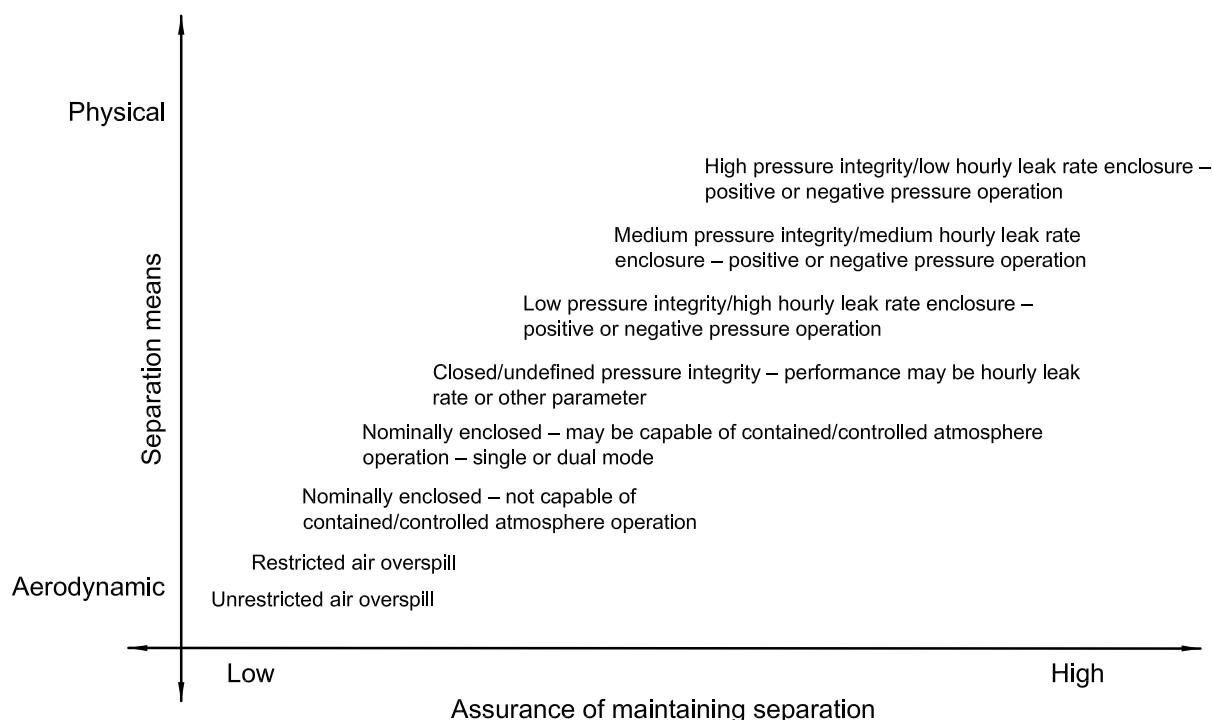 Physical
High pressure integrity/low hourly leak rate enclosure –
positive or negative pressure operation
Medium pressure integrity/medium hourly leak rate
enclosure – positive or negative pressure operation
Separation means
Low pressure integrity/high hourly leak rate enclosure –
positive or negative pressure operation
Closed/undefined pressure integrity – performance may be hourly leak
rate or other parameter
Nominally enclosed – may be capable of contained/controlled atmosphere
operation – single or dual mode
Nominally enclosed – not capable of
contained/controlled atmosphere operation
Restricted air overspill
Aerodynamic
Unrestricted air overspill
Low
High
Assurance of maintaining separation